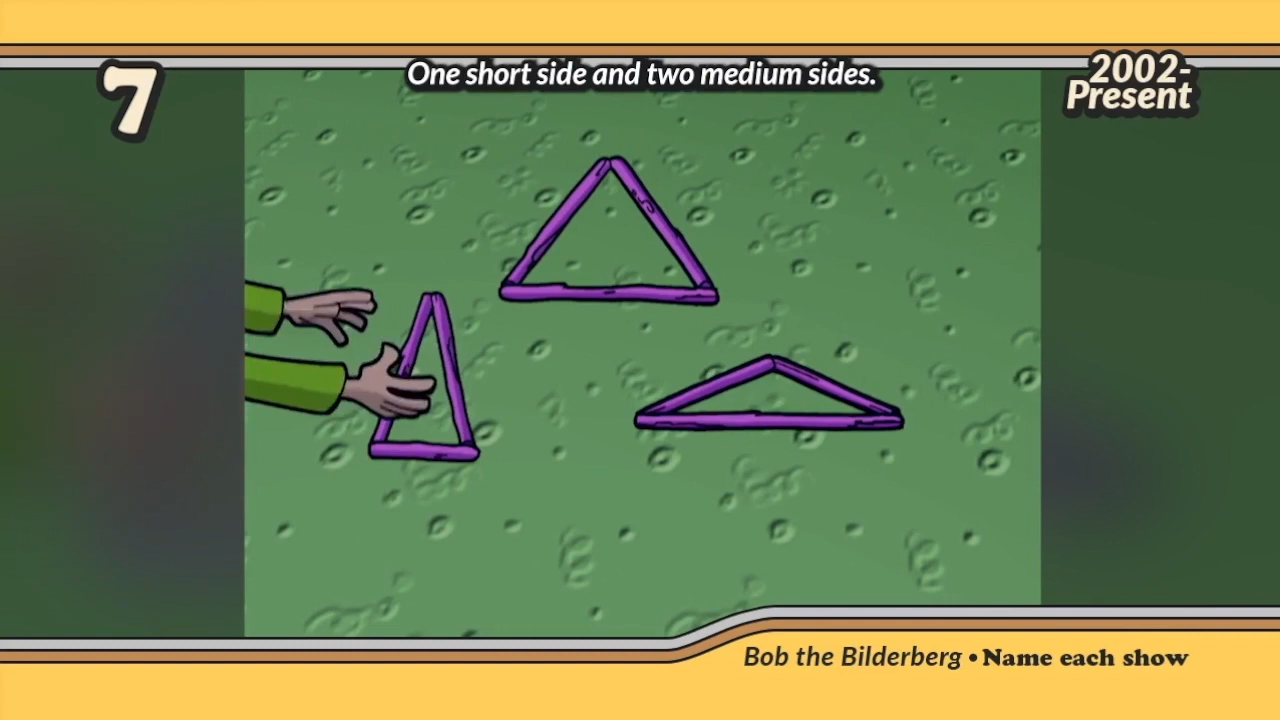 7
One short side and two medium sides.
2002-
Present
Bob the Bilderberg • Name each show